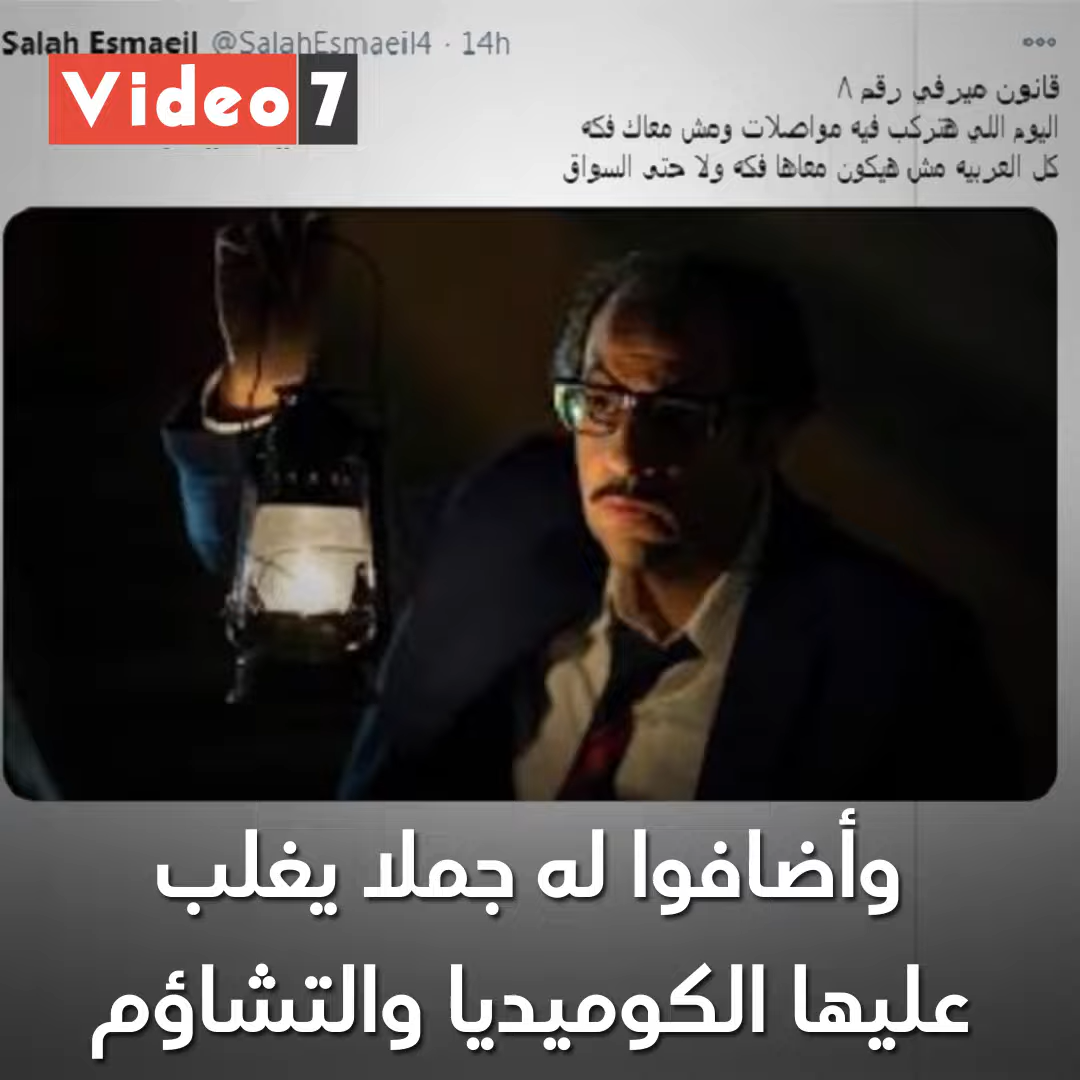 Salah Esmaeil @SalahEsmaeil4 · 14h
Video 7
قانون ميرفي رقم ٨
اليوم اللي هتركب فيه مواصلات ومش معاك فكه
كل العربيه مش هيكون معاها فكه ولا حتى السواق
وأضافوا له جملا يغلب
عليها الكوميديا والتشاؤم